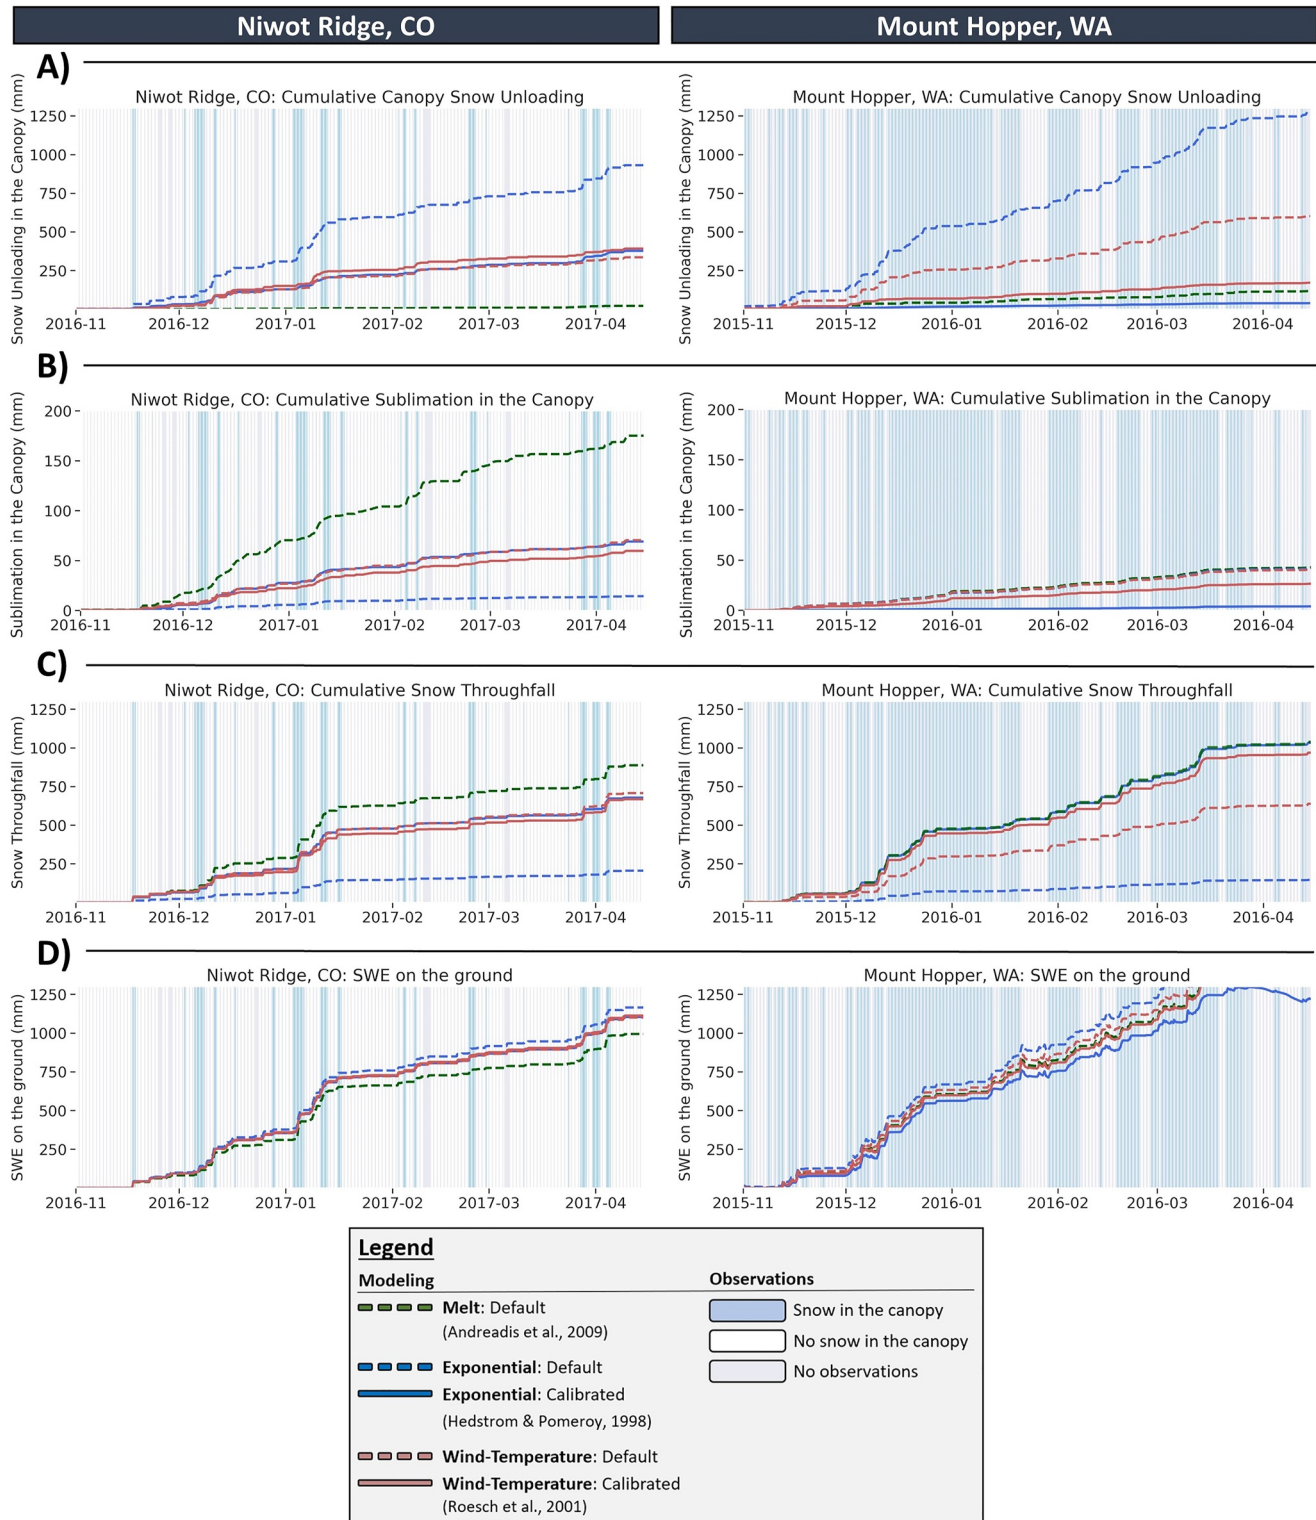 Niwot Ridge, CO
Mount Hopper, WA
A)
Niwot Ridge, CO: Cumulative Canopy Snow Unloading
Snow Unloading in the Canopy (mm)
1250
1000
750
500
250
2016-11 2016-12 2017-01 2017-02 2017-03 2017-04
Mount Hopper, WA: Cumulative Canopy Snow Unloading
Snow Unloading in the Canopy (mm)
1250
1000
750
500
250
2015-11 2015-12 2016-01 2016-02 2016-03 2016-04
B)
Niwot Ridge, CO: Cumulative Sublimation in the Canopy
Sublimation in the Canopy (mm)
200
150
100
50
0
2016-11 2016-12 2017-01 2017-02 2017-03 2017-04
Mount Hopper, WA: Cumulative Sublimation in the Canopy
Sublimation in the Canopy (mm)
200
150
100
50
0
2015-11 2015-12 2016-01 2016-02 2016-03 2016-04
C)
Niwot Ridge, CO: Cumulative Snow Throughfall
Snow Throughfall (mm)
1250
1000
750
500
250
2016-11 2016-12 2017-01 2017-02 2017-03 2017-04
Mount Hopper, WA: Cumulative Snow Throughfall
Snow Throughfall (mm)
1250
1000
750
500
250
2015-11 2015-12 2016-01 2016-02 2016-03 2016-04
D)
Niwot Ridge, CO: SWE on the ground
SWE on the ground (mm)
1250
1000
750
500
250
2016-11 2016-12 2017-01 2017-02 2017-03 2017-04
Mount Hopper, WA: SWE on the ground
SWE on the ground (mm)
1250
1000
750
500
250
2015-11 2015-12 2016-01 2016-02 2016-03 2016-04
Legend
Modeling
Melt: Default
(Andreadis et al., 2009)
Exponential: Default
Exponential: Calibrated
(Hedstrom & Pomeroy, 1998)
Wind-Temperature: Default
Wind-Temperature: Calibrated
(Roesch et al., 2001)
Observations
Snow in the canopy
No snow in the canopy
No observations